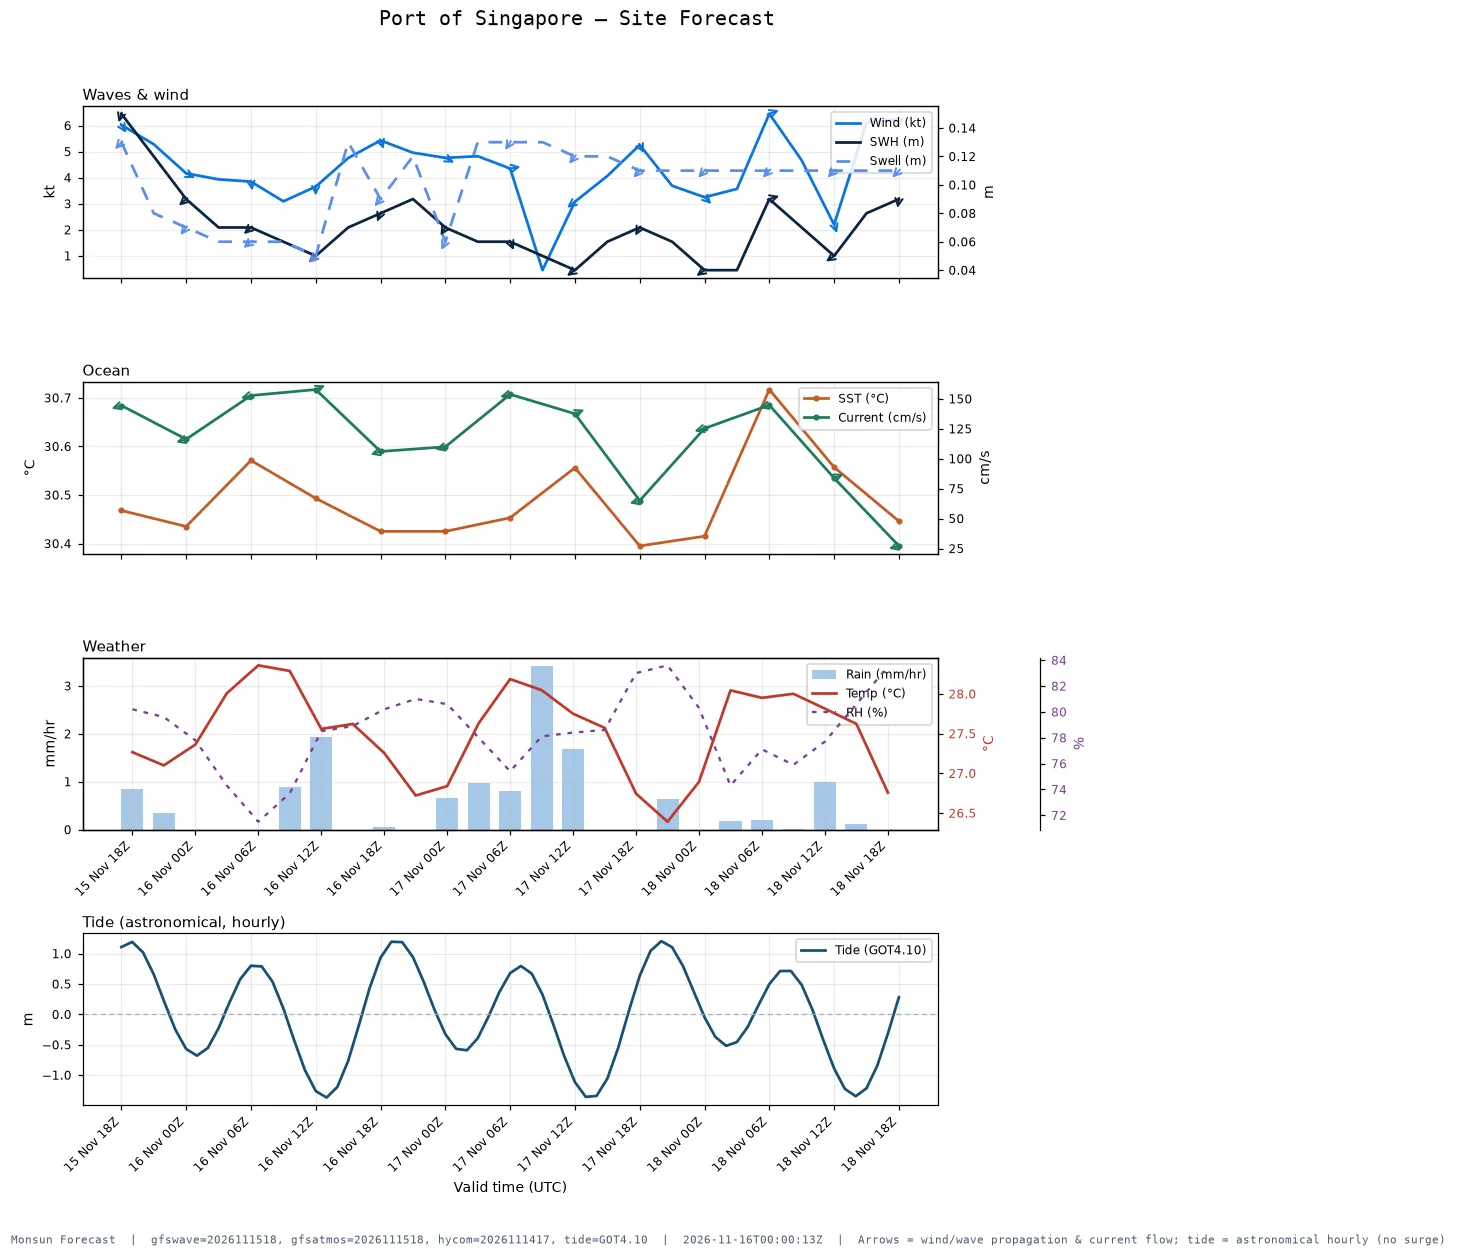 Port of Singapore — Site Forecast
Waves & wind
kt
6
5
4
3
2
1
Wind (kt)
SWH (m)
Swell (m)
0.14
0.12
0.10
0.08
0.06
0.04
m
Ocean
°C
30.7
30.6
30.5
30.4
SST (°C)
Current (cm/s)
150
125
100
75
50
25
cm/s
Weather
mm/hr
3
2
1
0
Rain (mm/hr)
Temp (°C)
RH (%)
28.0
27.5
27.0
26.5
°C
84
82
80
78
76
74
72
%
15 Nov 18Z
16 Nov 00Z
16 Nov 06Z
16 Nov 12Z
16 Nov 18Z
17 Nov 00Z
17 Nov 06Z
17 Nov 12Z
17 Nov 18Z
18 Nov 00Z
18 Nov 06Z
18 Nov 12Z
18 Nov 18Z
Tide (astronomical, hourly)
m
1.0
0.5
0.0
−0.5
−1.0
Tide (GOT4.10)
15 Nov 18Z
16 Nov 00Z
16 Nov 06Z
16 Nov 12Z
16 Nov 18Z
17 Nov 00Z
17 Nov 06Z
17 Nov 12Z
17 Nov 18Z
18 Nov 00Z
18 Nov 06Z
18 Nov 12Z
18 Nov 18Z
Valid time (UTC)
Monsun Forecast | gfswave=2026111518, gfsatmos=2026111518, hycom=2026111417, tide=GOT4.10 | 2026-11-16T00:00:13Z | Arrows = wind/wave propagation & current flow; tide = astronomical hourly (no surge)